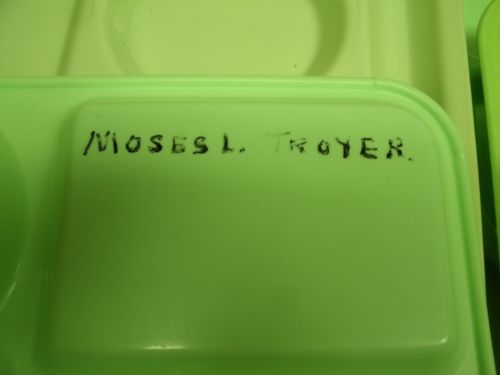 MOSES L. TROYER.